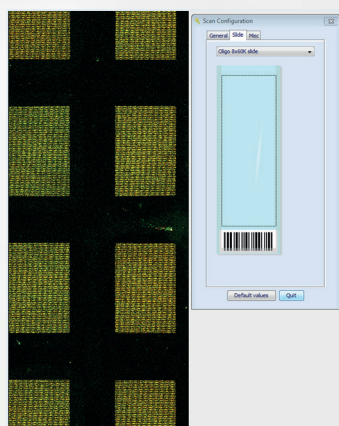 Scan Configuration
General Slide Misc
Oligo 8x60K slide
Default values Quit